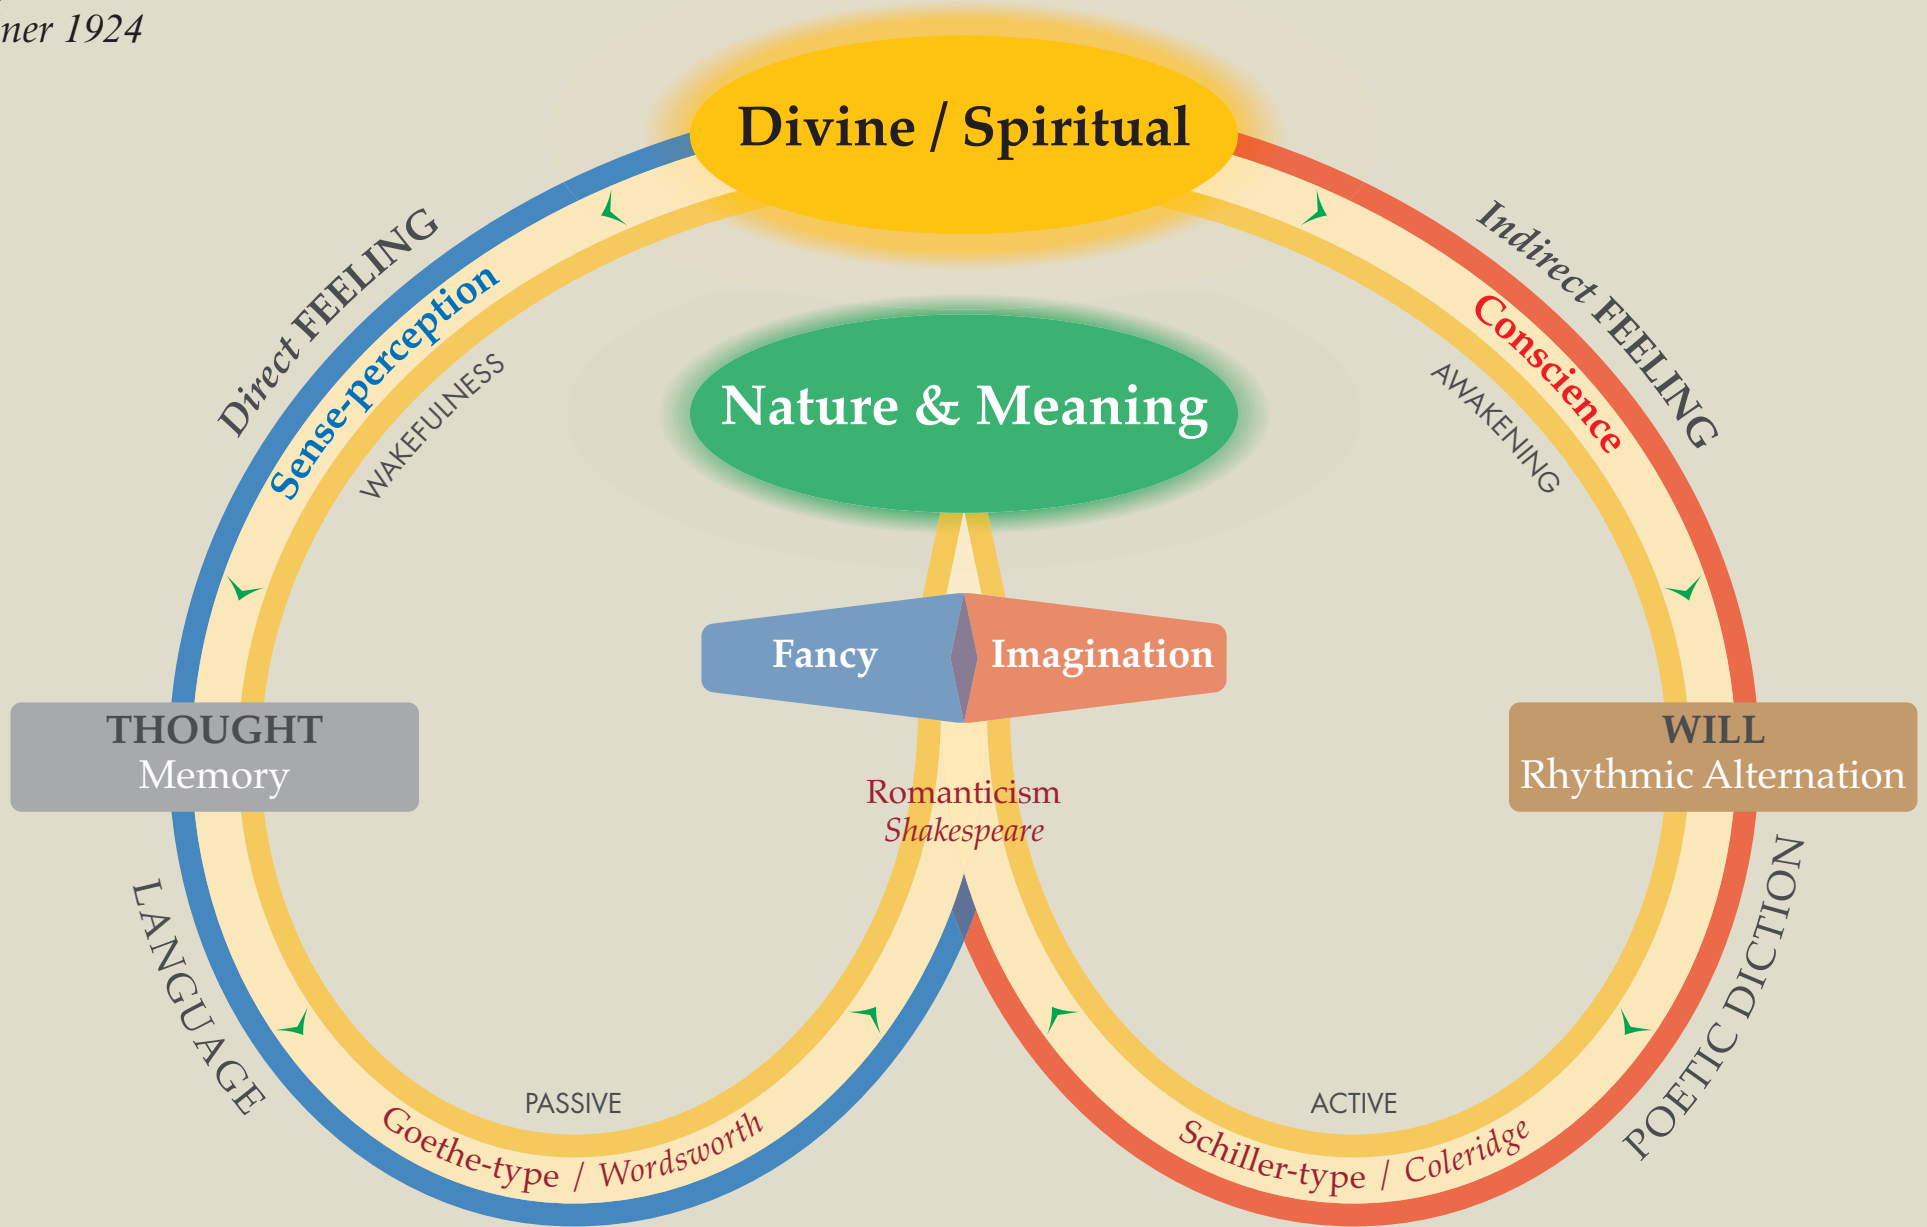 ner 1924
Divine / Spiritual
Direct FEELING
Sense-perception
WAKEFULNESS
Indirect FEELING
Conscience
AWAKENING
Nature & Meaning
Fancy
Imagination
THOUGHT
Memory
WILL
Rhythmic Alternation
Romanticism
Shakespeare
LANGUAGE
POETIC DICTION
PASSIVE
Goethe-type / Wordsworth
ACTIVE
Schiller-type / Coleridge